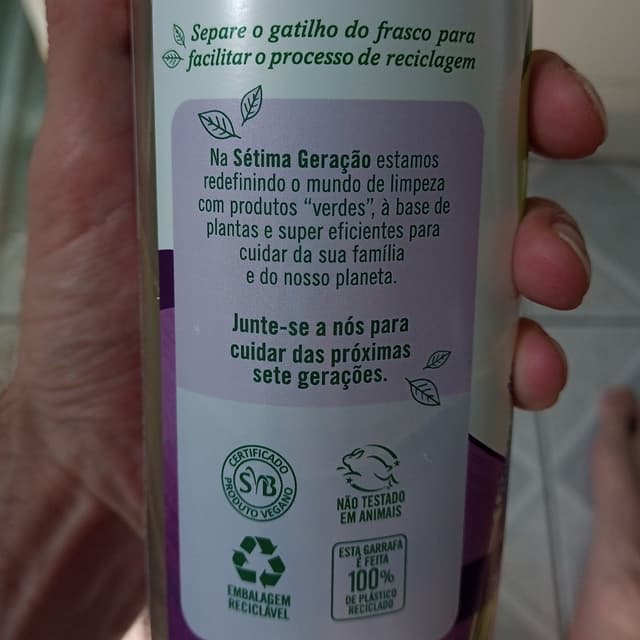 Separe o gatilho do frasco para
facilitar o processo de reciclagem
Na Sétima Geração estamos
redefinindo o mundo de limpeza
com produtos “verdes”, à base de
plantas e super eficientes para
cuidar da sua família
e do nosso planeta.
Junte-se a nós para
cuidar das próximas
sete gerações.
CERTIFICADO
SVB
PRODUTO VEGANO
NÃO TESTADO
EM ANIMAIS
EMBALAGEM
RECICLÁVEL
ESTA GARRAFA
É FEITA
100%
DE PLÁSTICO
RECICLADO